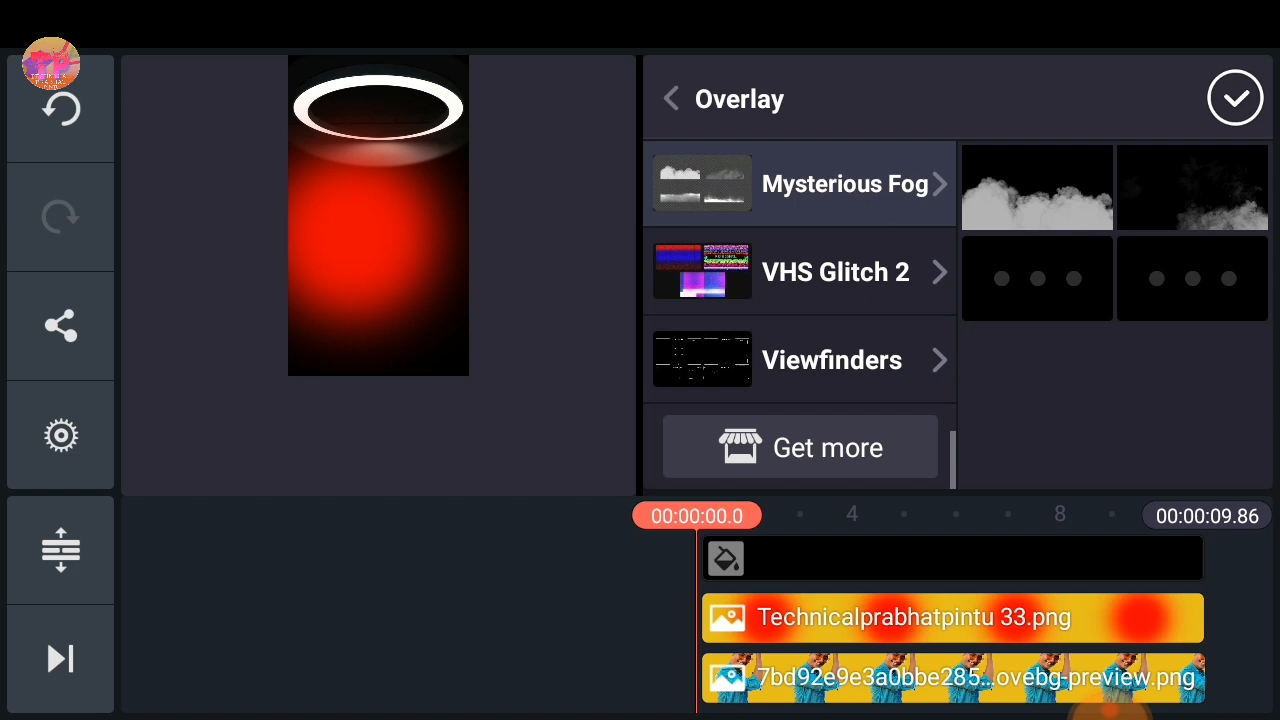 Overlay
Mysterious Fog
VHS Glitch 2
Viewfinders
Get more
00:00:00.0
4
8
00:00:09.86
Technicalprabhatpintu 33.png
7bd92e9e3a0bbe285...ovebg-preview.png